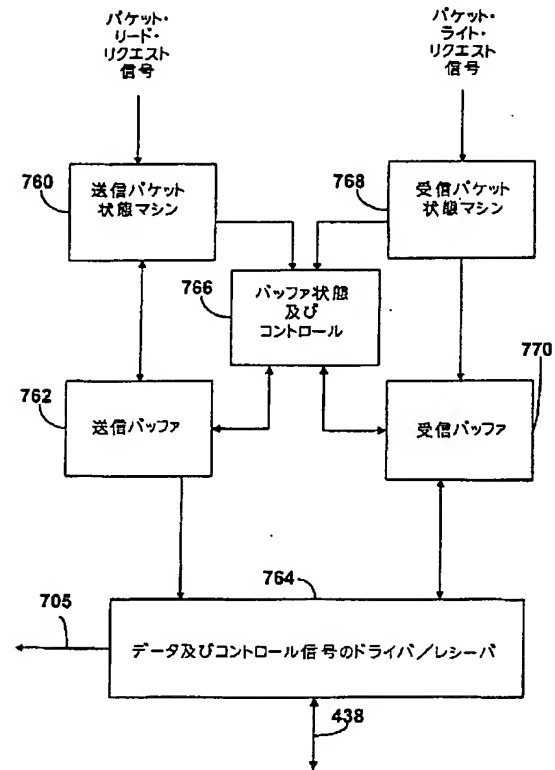 パケット・
リード・
リクエスト
信号
パケット・
ライト・
リクエスト
信号
760
送信パケット
状態マシン
768
受信パケット
状態マシン
766
バッファ状態
及び
コントロール
762
送信バッファ
770
受信バッファ
764
705
データ及びコントロール信号のドライバ／レシーバ
438